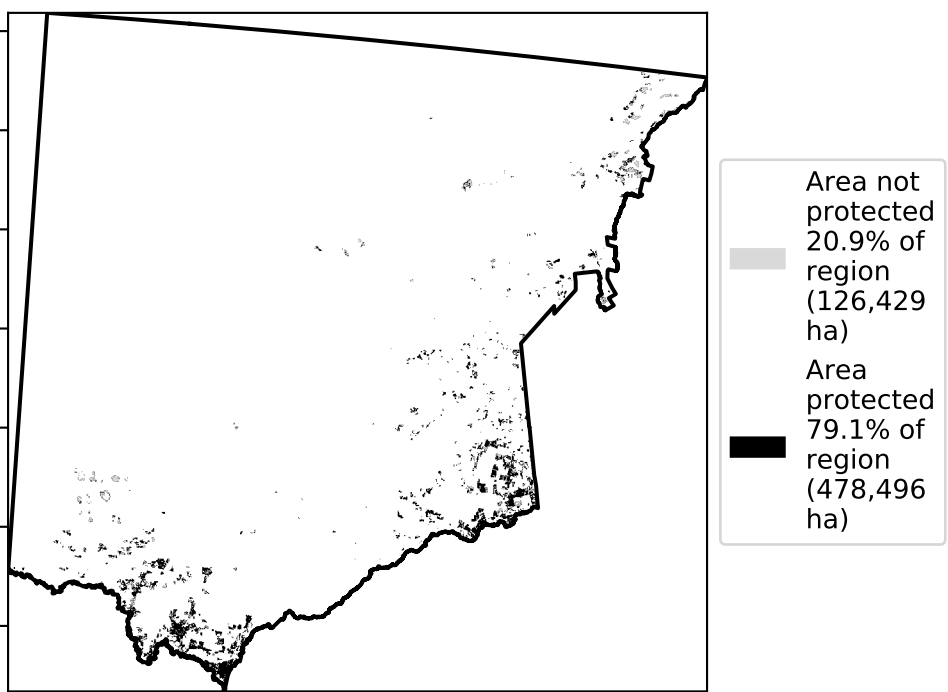 Area not
protected
20.9% of
region
(126,429
ha)
Area
protected
79.1% of
region
(478,496
ha)